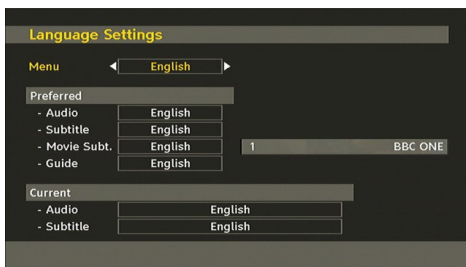 Language Settings
Menu English
Preferred
- Audio English
- Subtitle English
- Movie Subt. English 1 BBC ONE
- Guide English
Current
- Audio English
- Subtitle English